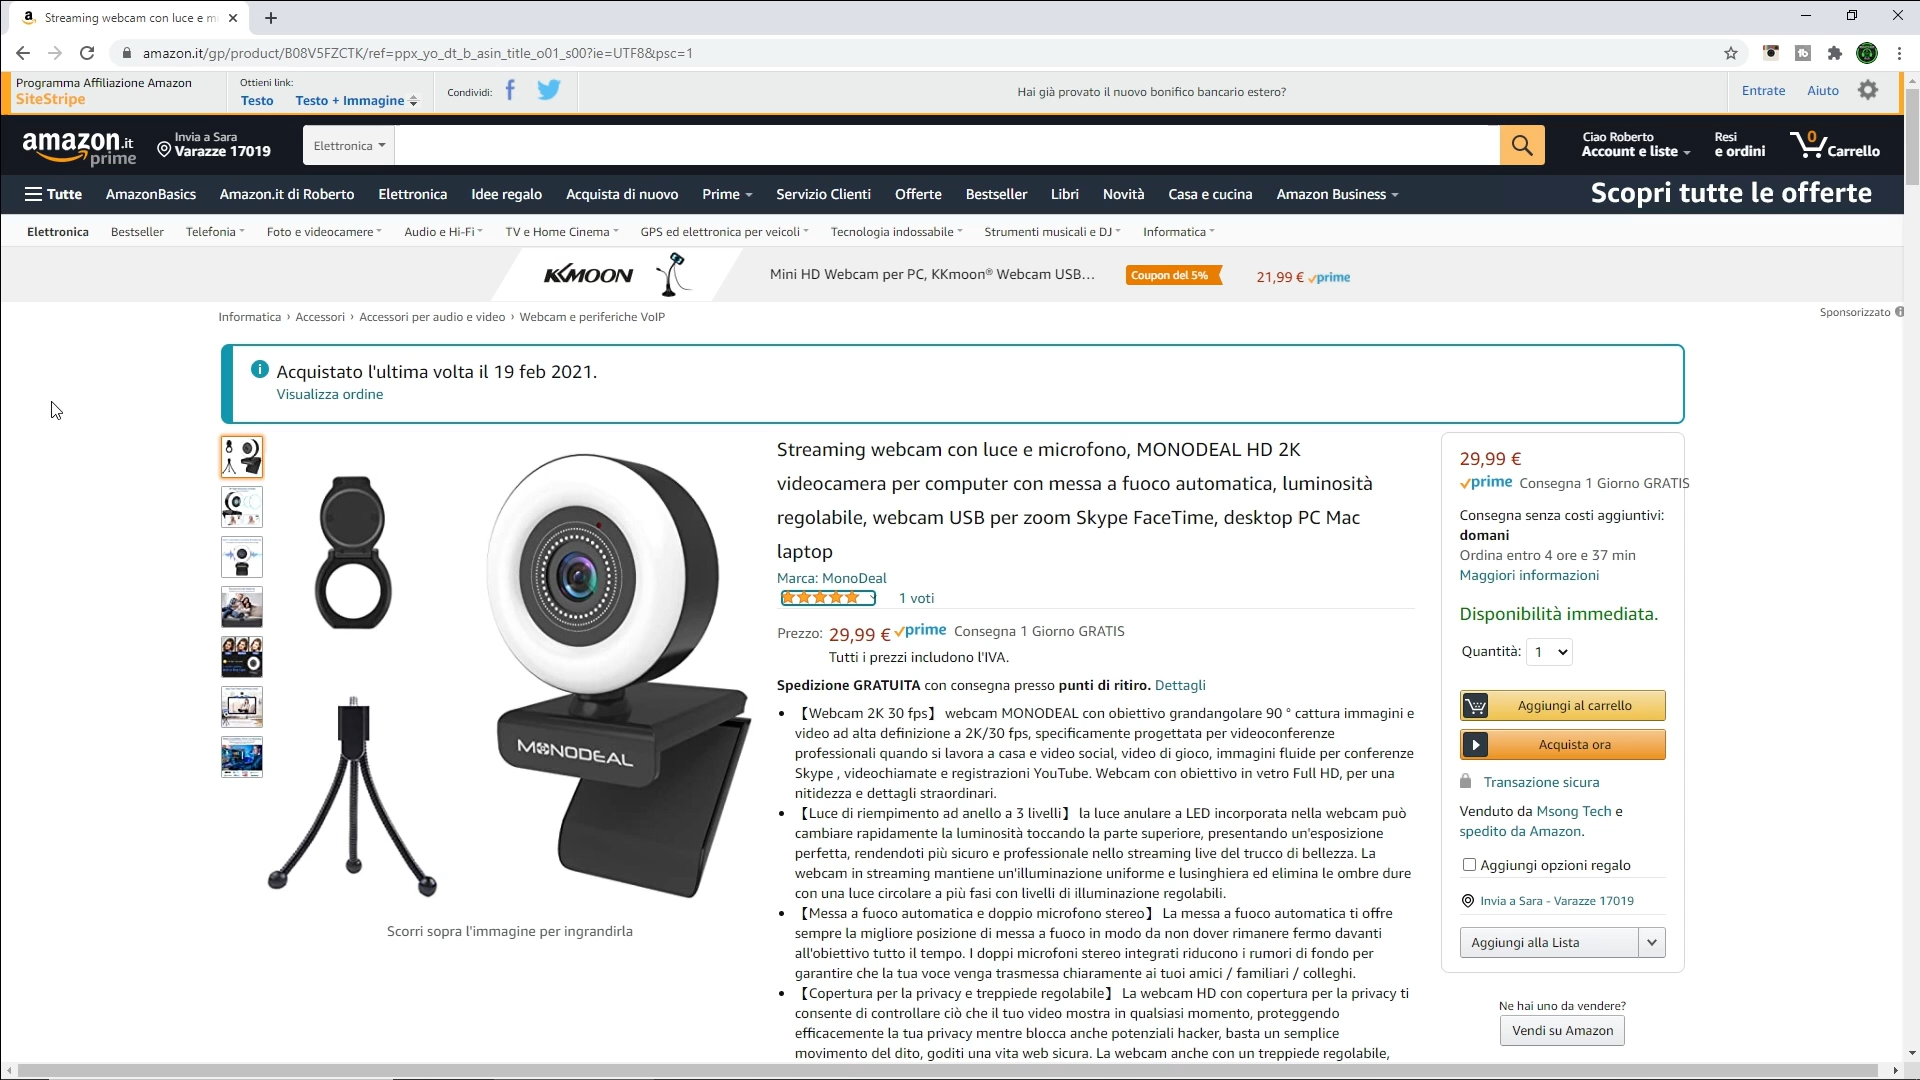 Streaming webcam con luce e m
amazon.it/gp/product/B08V5FZCTK/ref=ppx_yo_dt_b_asin_title_o01_s00?ie=UTF8&psc=1
Programma Affiliazione Amazon
SiteStripe
Ottieni link:
Testo Testo + Immagine
Condividi:
Hai già provato il nuovo bonifico bancario estero?
Entrate Aiuto
amazon.it
prime
Invia a Sara
Varazze 17019
Elettronica
Ciao Roberto
Account e liste
Resi
e ordini
0
Carrello
Tutte AmazonBasics Amazon.it di Roberto Elettronica Idee regalo Acquista di nuovo Prime Servizio Clienti Offerte Bestseller Libri Novità Casa e cucina Amazon Business Scopri tutte le offerte
Elettronica Bestseller Telefonia Foto e videocamere Audio e Hi-Fi TV e Home Cinema GPS ed elettronica per veicoli Tecnologia indossabile Strumenti musicali e DJ Informatica
KKMOON Mini HD Webcam per PC, KKmoon® Webcam USB... Coupon del 5% 21,99 € prime
Sponsorizzato
Informatica › Accessori › Accessori per audio e video › Webcam e periferiche VoIP
Acquistato l'ultima volta il 19 feb 2021.
Visualizza ordine
MONODEAL
Scorri sopra l'immagine per ingrandirla
Streaming webcam con luce e microfono, MONODEAL HD 2K
videocamera per computer con messa a fuoco automatica, luminosità
regolabile, webcam USB per zoom Skype FaceTime, desktop PC Mac
laptop
Marca: MonoDeal
1 voti
Prezzo: 29,99 € prime Consegna 1 Giorno GRATIS
Tutti i prezzi includono l'IVA.
Spedizione GRATUITA con consegna presso punti di ritiro. Dettagli
• 【Webcam 2K 30 fps】 webcam MONODEAL con obiettivo grandangolare 90 ° cattura immagini e
video ad alta definizione a 2K/30 fps, specificamente progettata per videoconferenze
professionali quando si lavora a casa e video social, video di gioco, immagini fluide per conferenze
Skype , videochiamate e registrazioni YouTube. Webcam con obiettivo in vetro Full HD, per una
nitidezza e dettagli straordinari.
• 【Luce di riempimento ad anello a 3 livelli】 la luce anulare a LED incorporata nella webcam può
cambiare rapidamente la luminosità toccando la parte superiore, presentando un'esposizione
perfetta, rendendoti più sicuro e professionale nello streaming live del trucco di bellezza. La
webcam in streaming mantiene un'illuminazione uniforme e lusinghiera ed elimina le ombre dure
con una luce circolare a più fasi con livelli di illuminazione regolabili.
• 【Messa a fuoco automatica e doppio microfono stereo】 La messa a fuoco automatica ti offre
sempre la migliore posizione di messa a fuoco in modo da non dover rimanere fermo davanti
all'obiettivo tutto il tempo. I doppi microfoni stereo integrati riducono i rumori di fondo per
garantire che la tua voce venga trasmessa chiaramente ai tuoi amici / familiari / colleghi.
• 【Copertura per la privacy e treppiede regolabile】 La webcam HD con copertura per la privacy ti
consente di controllare ciò che il tuo video mostra in qualsiasi momento, proteggendo
efficacemente la tua privacy mentre blocca anche potenziali hacker, basta un semplice
movimento del dito, goditi una vita web sicura. La webcam anche con un treppiede regolabile,
29,99 €
prime Consegna 1 Giorno GRATIS
Consegna senza costi aggiuntivi:
domani
Ordina entro 4 ore e 37 min
Maggiori informazioni
Disponibilità immediata.
Quantità: 1
Aggiungi al carrello
Acquista ora
Transazione sicura
Venduto da Msong Tech e
spedito da Amazon.
Aggiungi opzioni regalo
Invia a Sara - Varazze 17019
Aggiungi alla Lista
Ne hai uno da vendere?
Vendi su Amazon